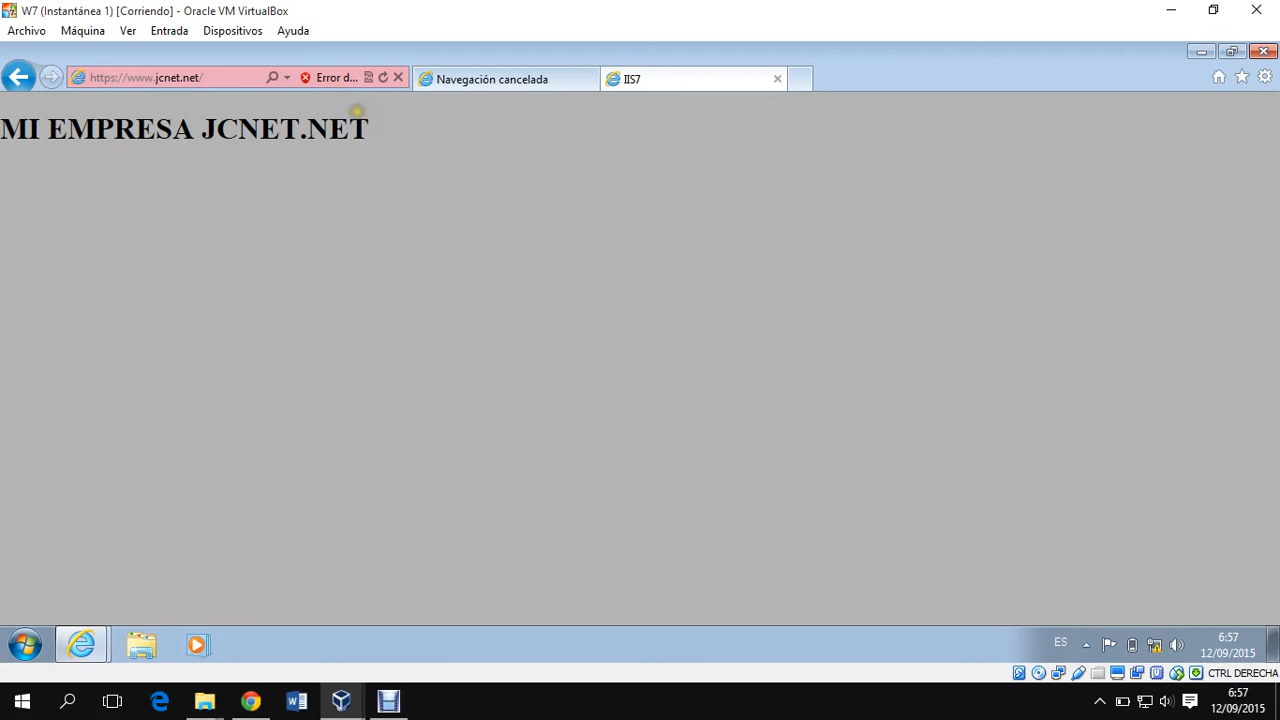 W7 (Instantánea 1) [Corriendo] - Oracle VM VirtualBox
Archivo Máquina Ver Entrada Dispositivos Ayuda
https://www.jcnet.net/ Error d... Navegación cancelada IIS7
MI EMPRESA JCNET.NET
ES 6:57
12/09/2015
CTRL DERECHA
6:57
12/09/2015